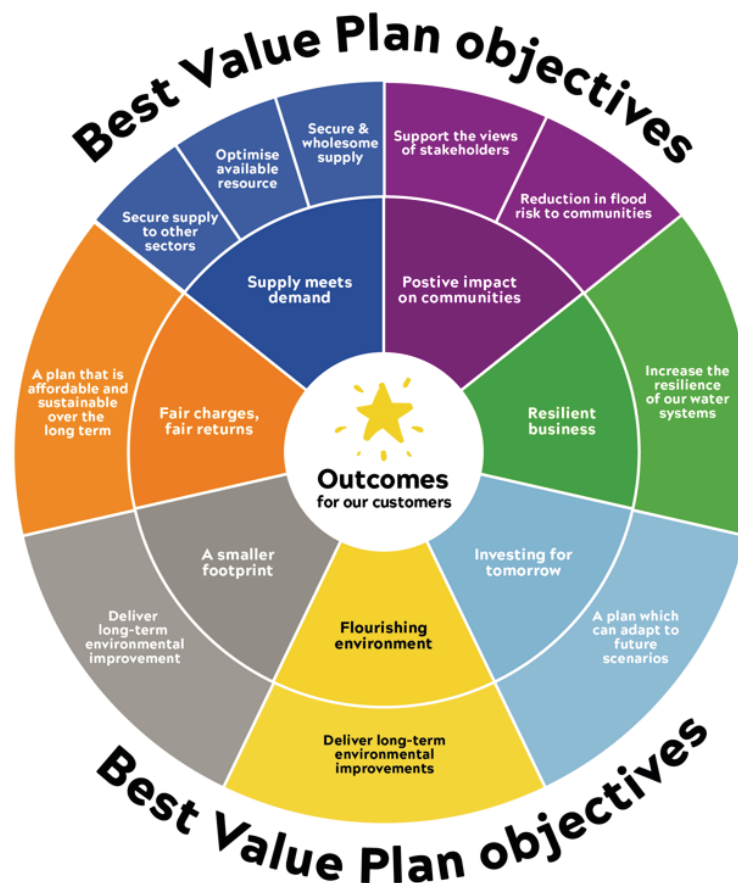 Best Value Plan objectives
Secure &
wholesome
supply
Support the views
of stakeholders
Optimise
available
resource
Reduction in flood
risk to communities
Secure supply
to other
sectors
Supply meets
demand
Postive impact
on communities
A plan that is
affordable and
sustainable
over the
long term
Fair charges,
fair returns
Resilient
business
Increase the
resilience
of our water
systems
Outcomes
for our customers
A smaller
footprint
Investing for
tomorrow
Deliver
long-term
environmental
improvement
Flourishing
environment
A plan which
can adapt to
future
scenarios
Deliver long-term
environmental
improvements
Best Value Plan objectives